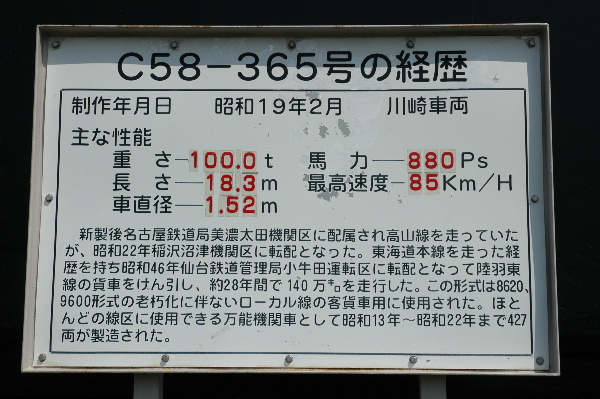 C58-365号の経歴
制作年月日　昭和19年2月　川崎車両
主な性能
重さ-100.0t　馬力-880Ps
長さ-18.3m　最高速度-85Km/H
車直径-1.52m
新製後名古屋鉄道局美濃太田機関区に配属され高山線を走っていた
が、昭和22年稲沢沼津機関区に転配となった。東海道本線を走った経
歴を持ち昭和46年仙台鉄道管理局小牛田運転区に転配となって陸羽東
線の貨車をけん引し、約28年間で140万㌔を走行した。この形式は8620、
9600形式の老朽化に伴ないローカル線の客貨車用に使用された。ほと
んどの線区に使用できる万能機関車として昭和13年～昭和22年まで427
両が製造された。